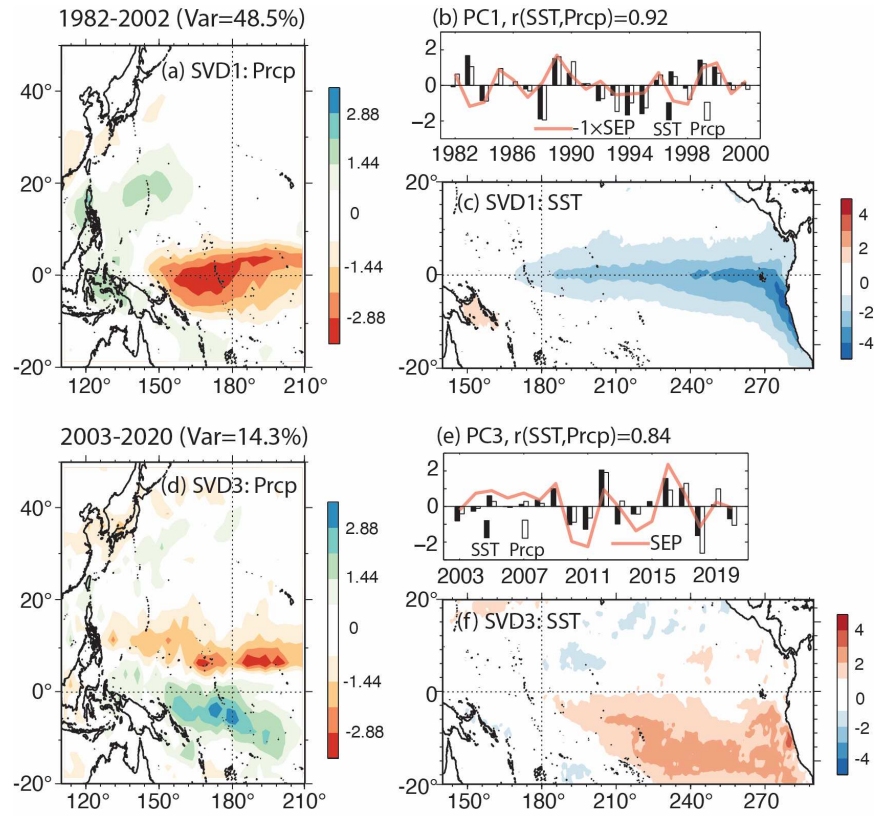 1982-2002 (Var=48.5%)
(b) PC1, r(SST,Prcp)=0.92
(a) SVD1: Prcp
40°
20°
0°
-20°
120° 150° 180° 210°
2.88
1.44
0
-1.44
-2.88
2
0
-2
-1×SEP SST Prcp
1982 1986 1990 1994 1998 2000
(c) SVD1: SST
20°
0°
-20°
150° 180° 210° 240° 270°
4
2
0
-2
-4
2003-2020 (Var=14.3%)
(e) PC3, r(SST,Prcp)=0.84
(d) SVD3: Prcp
40°
20°
0°
-20°
120° 150° 180° 210°
2.88
1.44
0
-1.44
-2.88
2
0
-2
SST Prcp SEP
2003 2007 2011 2015 2019
(f) SVD3: SST
20°
0°
-20°
150° 180° 210° 240° 270°
4
2
0
-2
-4